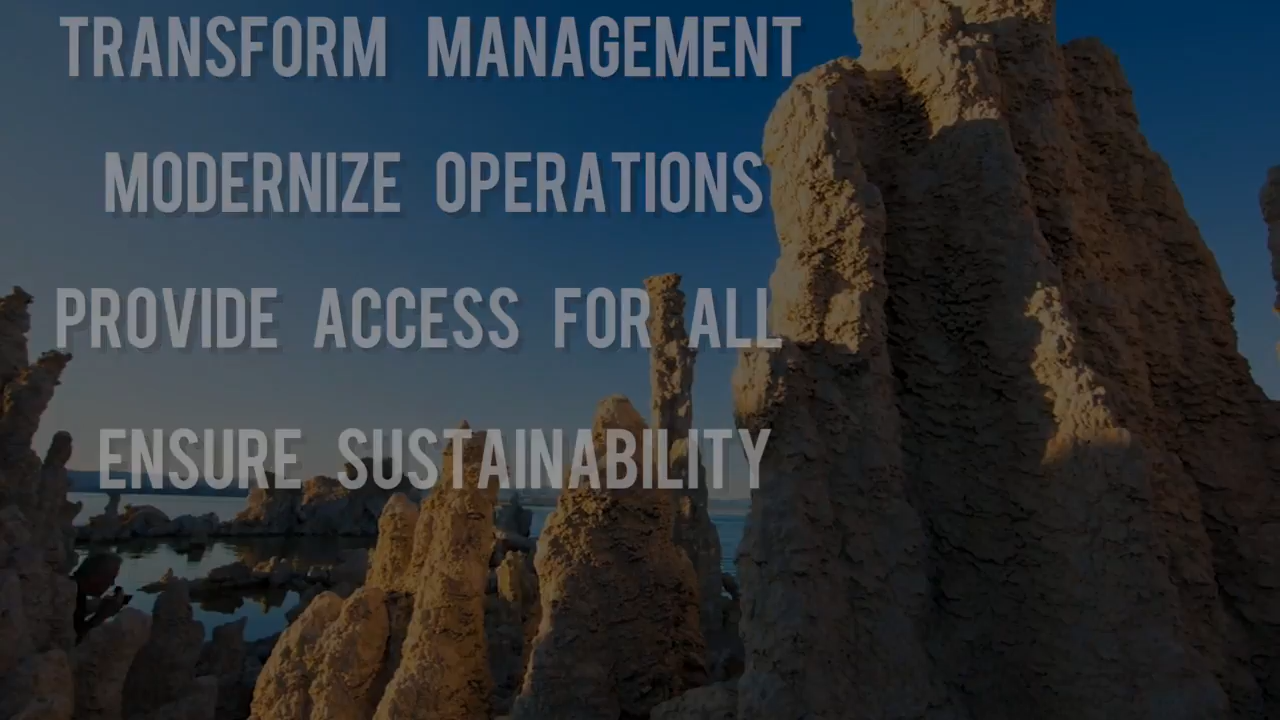 TRANSFORM MANAGEMENT
MODERNIZE OPERATIONS
PROVIDE ACCESS FOR ALL
ENSURE SUSTAINABILITY